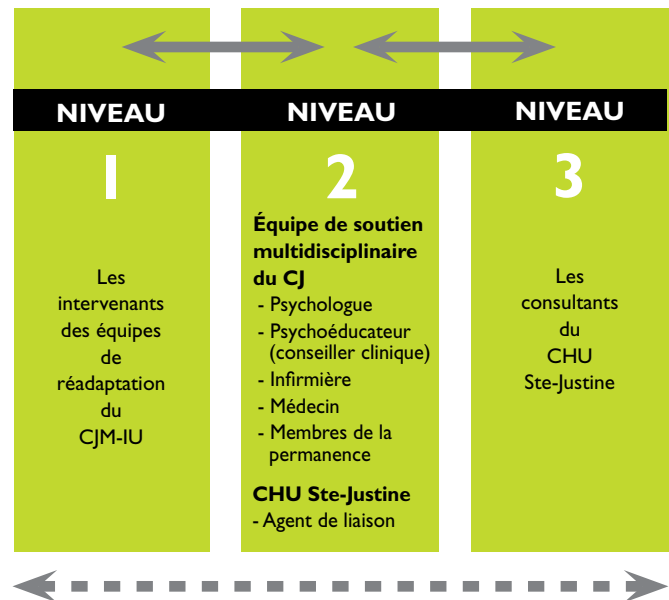 NIVEAU
1
Les
intervenants
des équipes
de
réadaptation
du
CJM-IU
NIVEAU
2
Équipe de soutien
multidisciplinaire
du CJ
- Psychologue
- Psychoéducateur
(conseiller clinique)
- Infirmière
- Médecin
- Membres de la
permanence
CHU Ste-Justine
- Agent de liaison
NIVEAU
3
Les
consultants
du
CHU
Ste-Justine